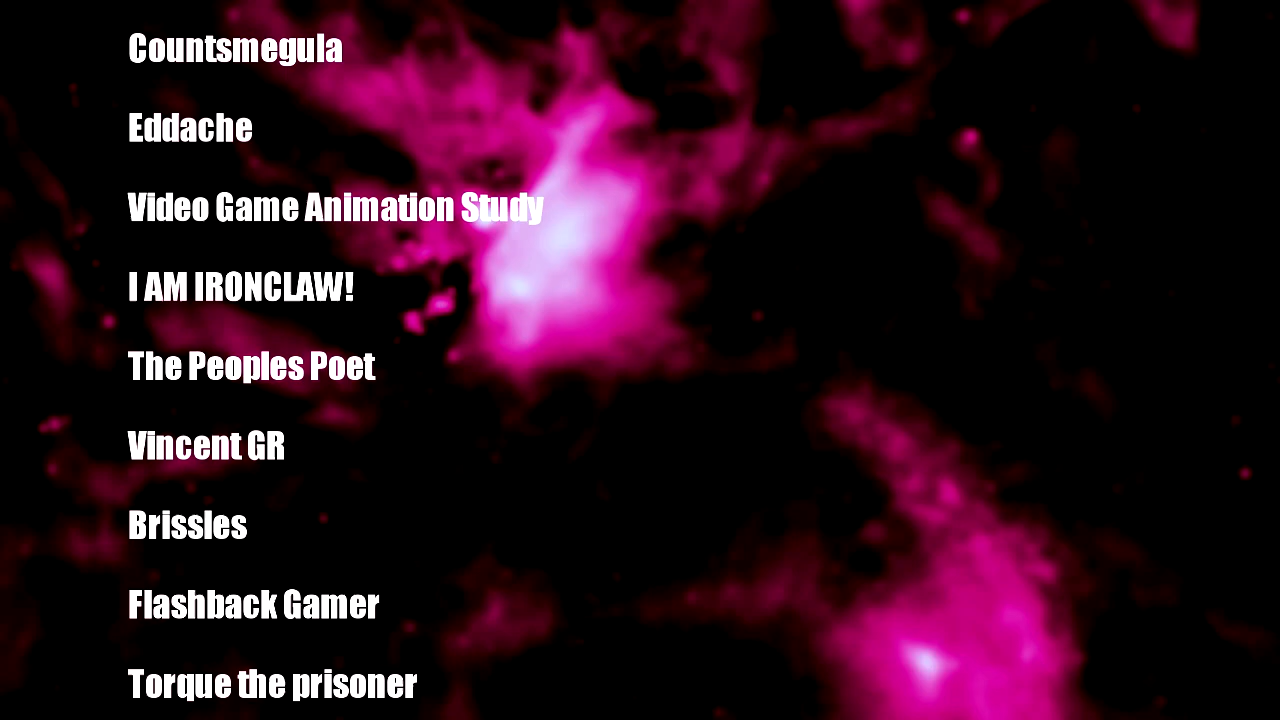 Countsmegula
Eddache
Video Game Animation Study
I AM IRONCLAW!
The Peoples Poet
Vincent GR
Brissles
Flashback Gamer
Torque the prisoner